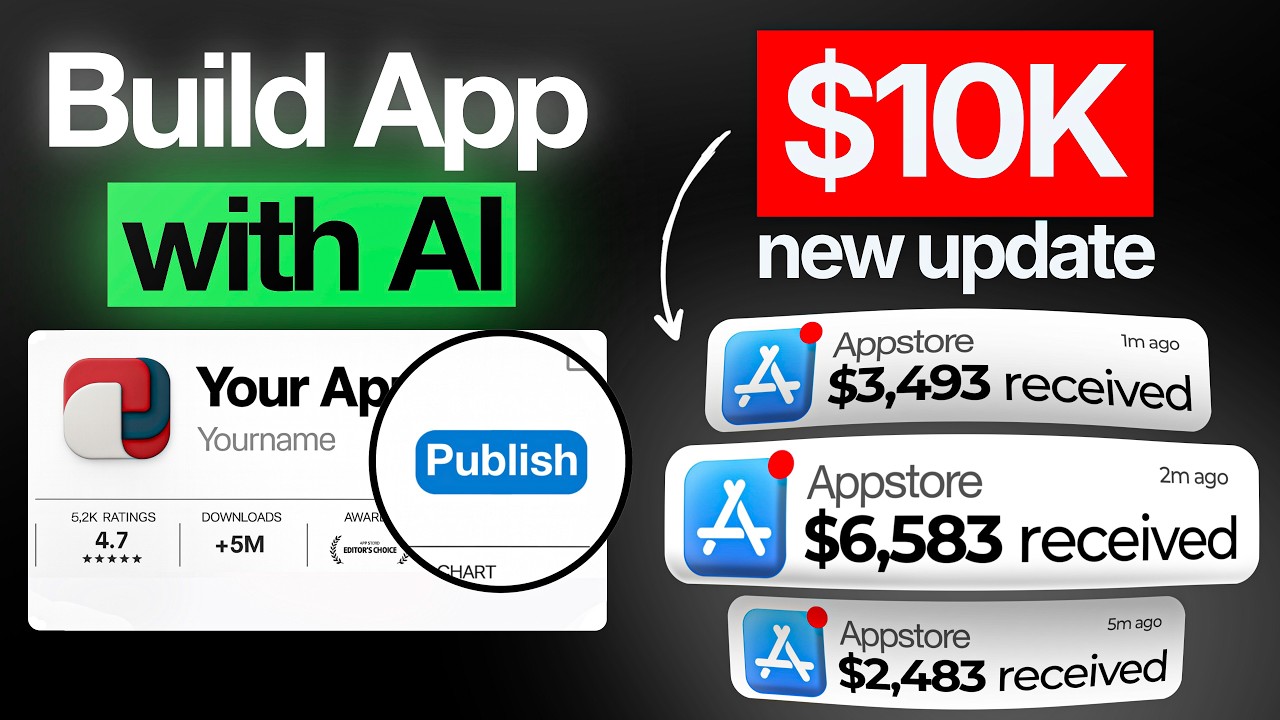 Build App
with AI
$10K
new update
Your Ap
Yourname
Publish
5,2K RATINGS
4.7
★★★★★
DOWNLOADS
+5M
AWARD
EDITOR'S CHOICE
CHART
Appstore
1m ago
$3,493 received
Appstore
2m ago
$6,583 received
Appstore
5m ago
$2,483 received